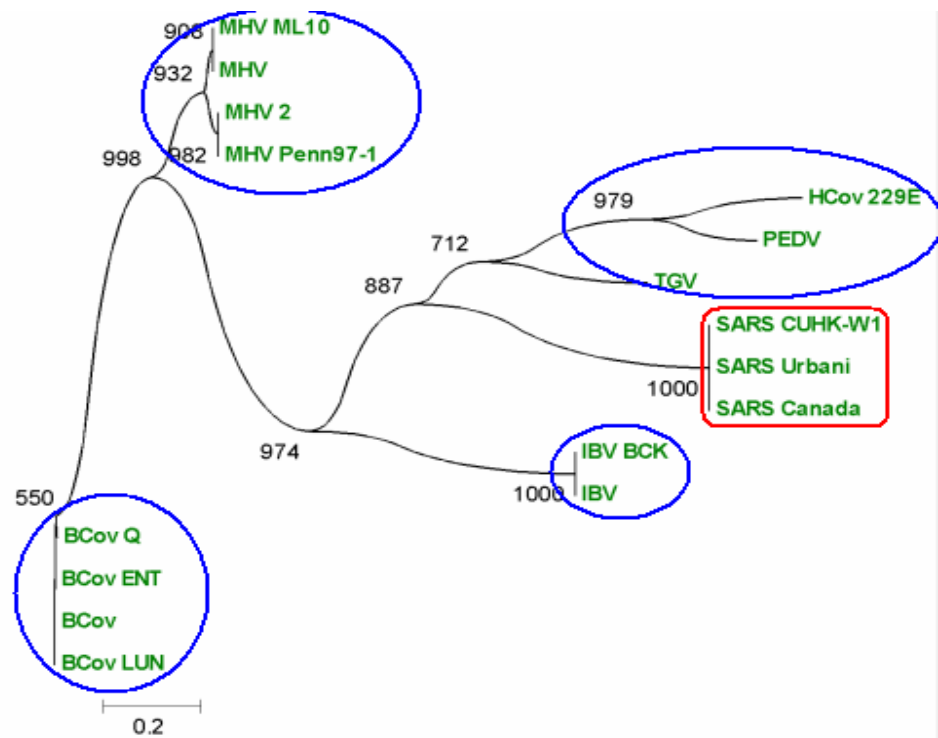 908
MHV ML10
932
MHV
MHV 2
998
982
MHV Penn97-1
979
HCov 229E
712
PEDV
887
TGV
SARS CUHK-W1
SARS Urbani
1000
SARS Canada
974
IBV BCK
1000
IBV
550
BCov Q
BCov ENT
BCov
BCov LUN
0.2